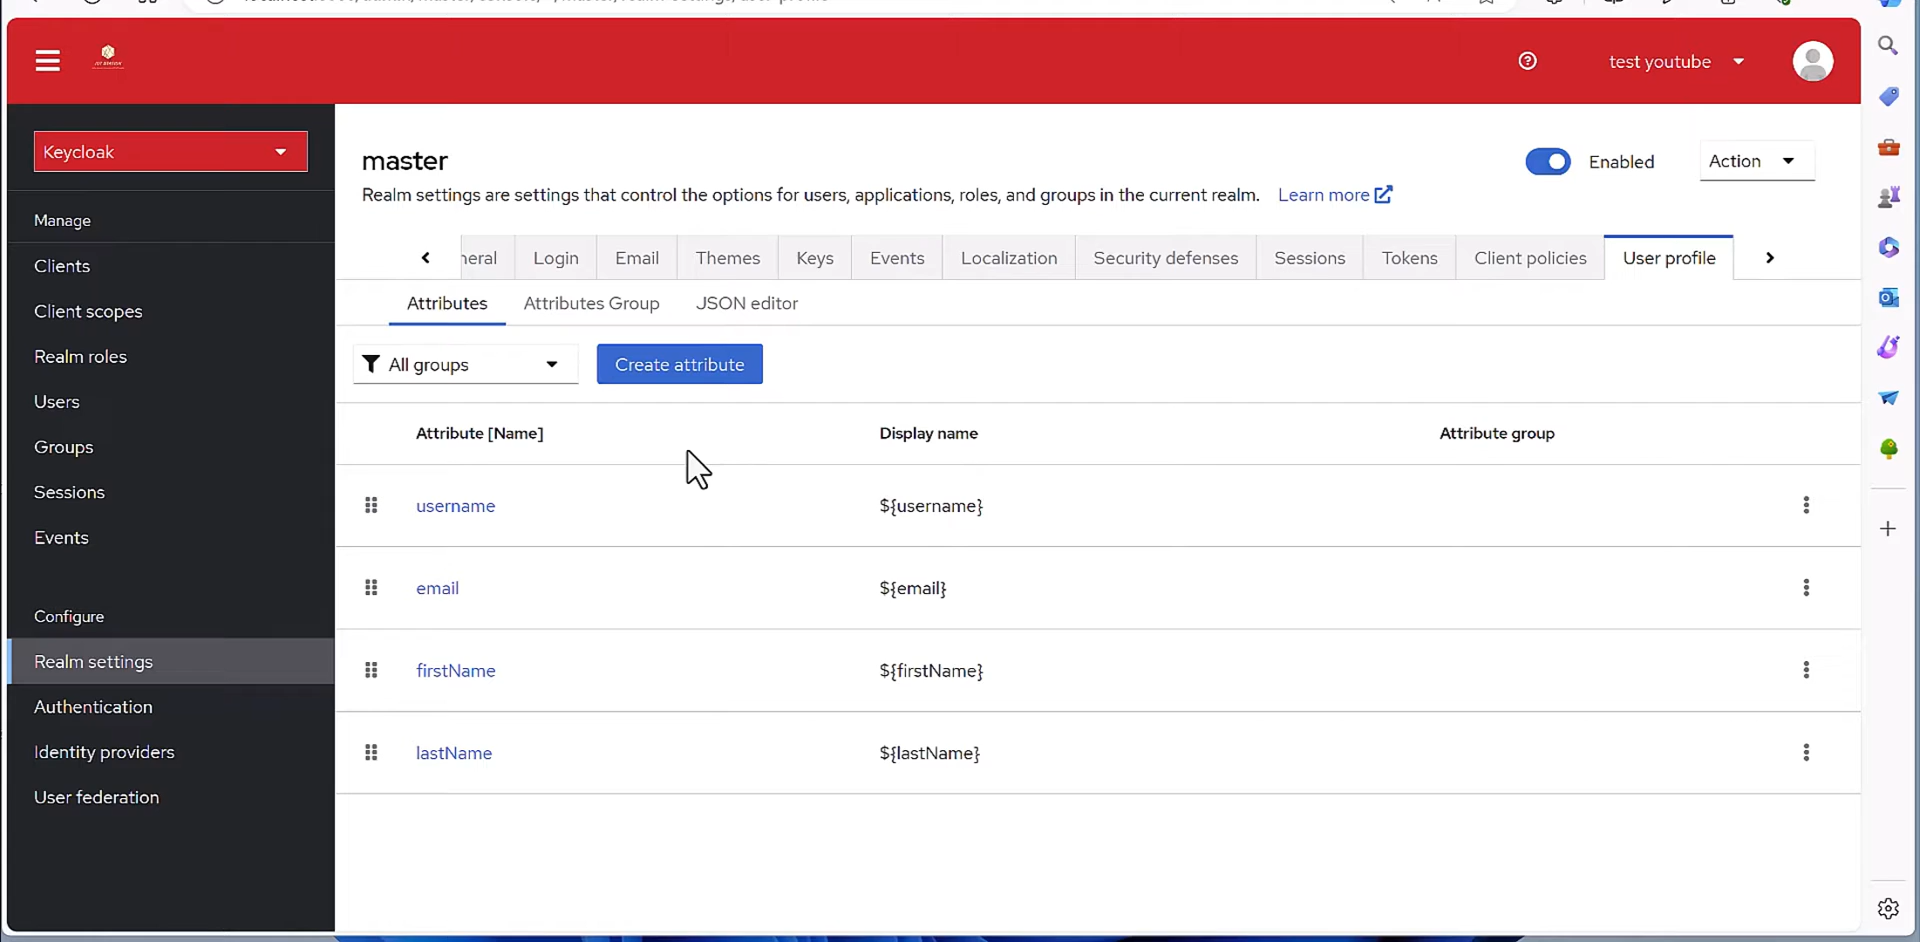 test youtube
Keycloak
Manage
Clients
Client scopes
Realm roles
Users
Groups
Sessions
Events
Configure
Realm settings
Authentication
Identity providers
User federation
master
Enabled
Action
Realm settings are settings that control the options for users, applications, roles, and groups in the current realm. Learn more
neral Login Email Themes Keys Events Localization Security defenses Sessions Tokens Client policies User profile
Attributes Attributes Group JSON editor
All groups Create attribute
Attribute [Name] Display name Attribute group
username ${username}
email ${email}
firstName ${firstName}
lastName ${lastName}